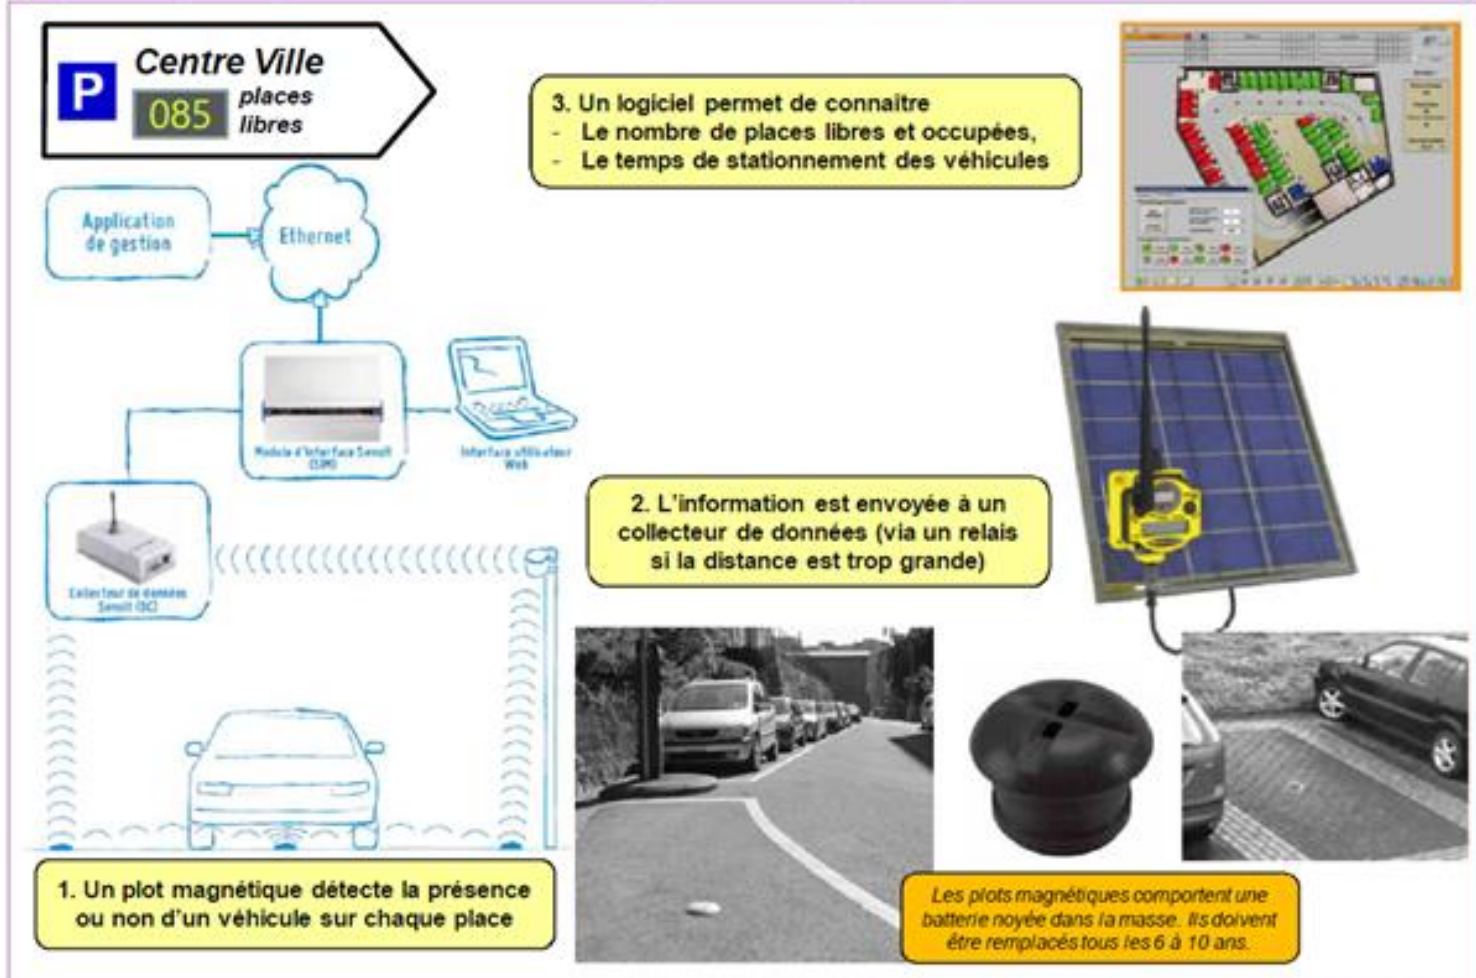 P
Centre Ville
085
places
libres
3. Un logiciel permet de connaître
- Le nombre de places libres et occupées,
- Le temps de stationnement des véhicules
Application
de gestion
Ethernet
Module d'Interface Sensit
(SIM)
Interface utilisateur
Web
2. L'information est envoyée à un
collecteur de données (via un relais
si la distance est trop grande)
Collecteur de données
Sensit (DC)
1. Un plot magnétique détecte la présence
ou non d'un véhicule sur chaque place
Les plots magnétiques comportent une
batterie noyée dans la masse. Ils doivent
être remplacés tous les 6 à 10 ans.